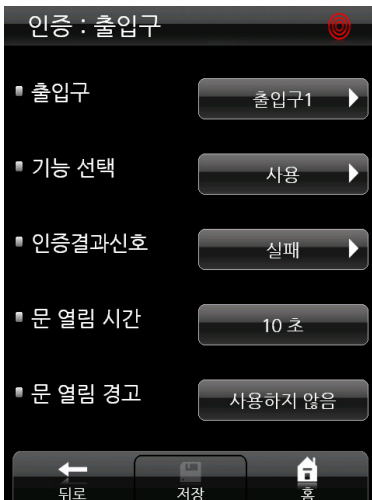 인증 : 출입구
출입구
출입구1
기능 선택
사용
인증결과신호
실패
문 열림 시간
10 초
문 열림 경고
사용하지 않음
뒤로
저장
홈